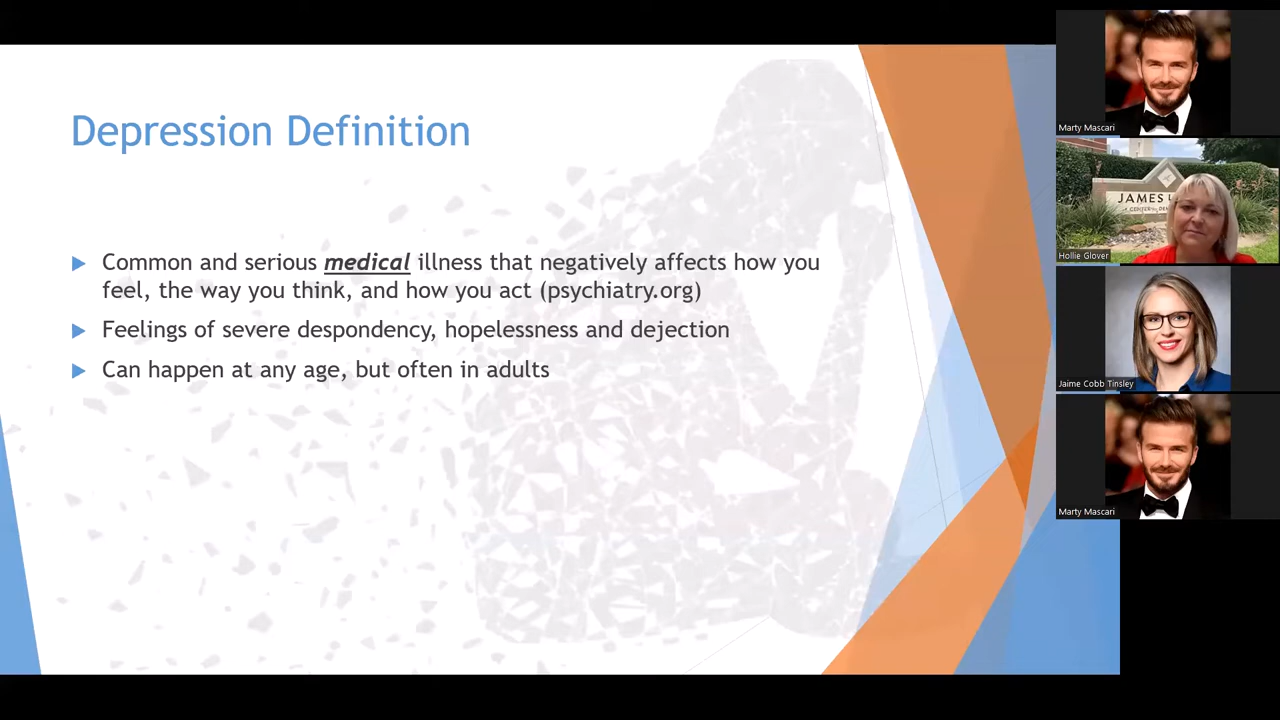 Depression Definition
Common and serious medical illness that negatively affects how you
feel, the way you think, and how you act (psychiatry.org)
Feelings of severe despondency, hopelessness and dejection
Can happen at any age, but often in adults
Marty Mascari
JAMES L
Hollie Glover
Jaime Cobb Tinsley
Marty Mascari